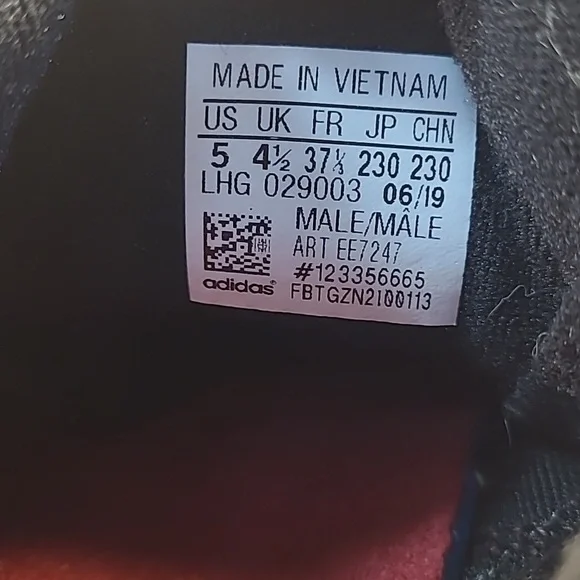 MADE IN VIETNAM
US UK FR JP CHN
5 4½ 37⅓ 230 230
LHG 029003 06/19
MALE/MÂLE
ART EE7247
#123356665
adidas® FBTGZN2100113